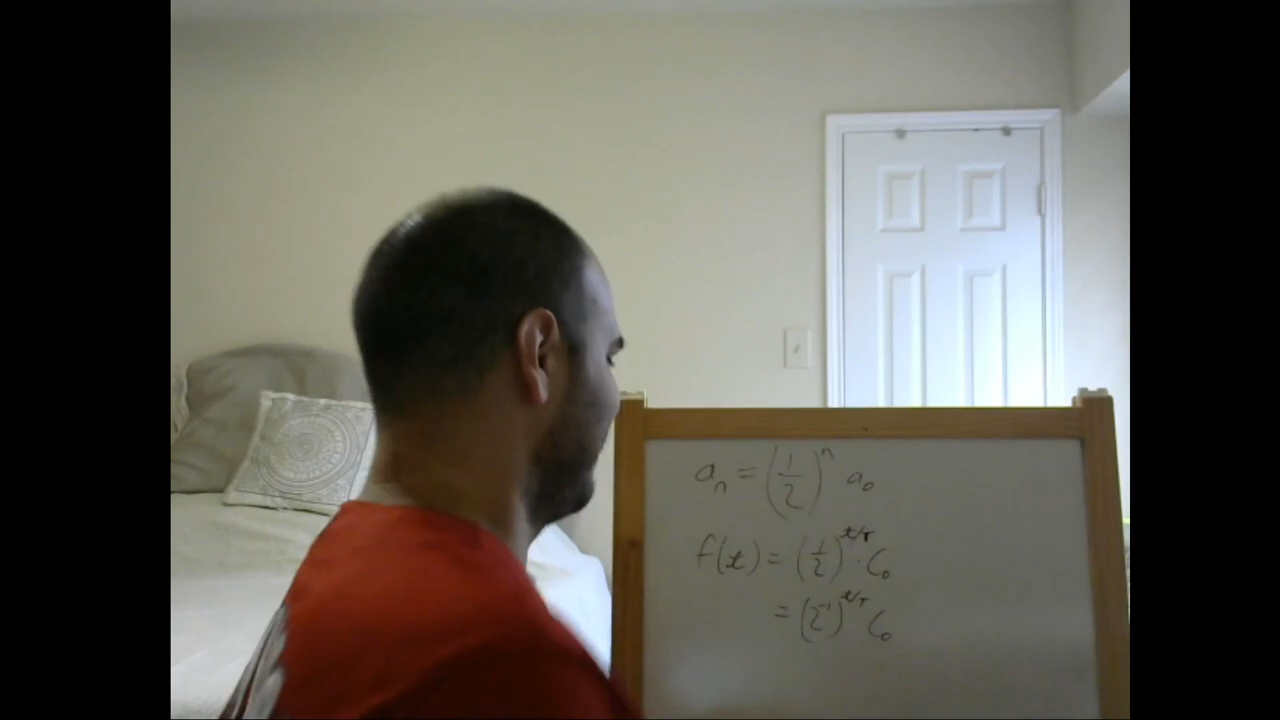 aₙ = (1/2)ⁿ · a₀
f(t) = (1/2)^(t/T) · C₀
= (2⁻¹)^(t/T) C₀